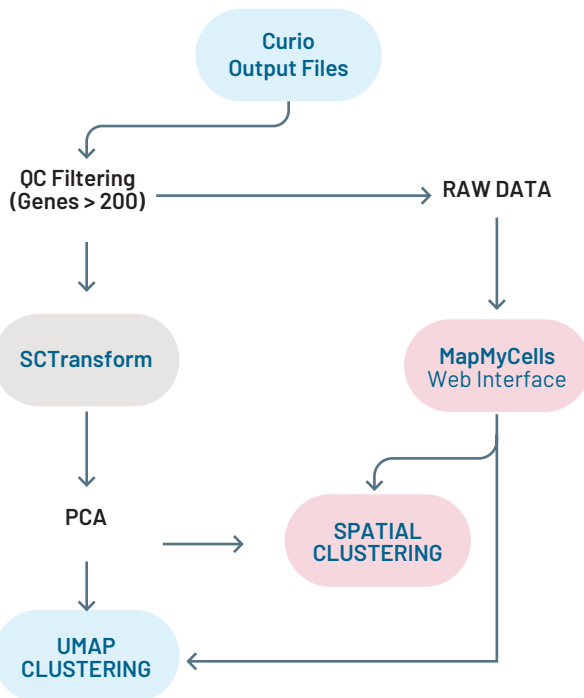 Curio
Output Files
QC Filtering
(Genes > 200)
RAW DATA
SCTransform
MapMyCells
Web Interface
PCA
SPATIAL
CLUSTERING
UMAP
CLUSTERING